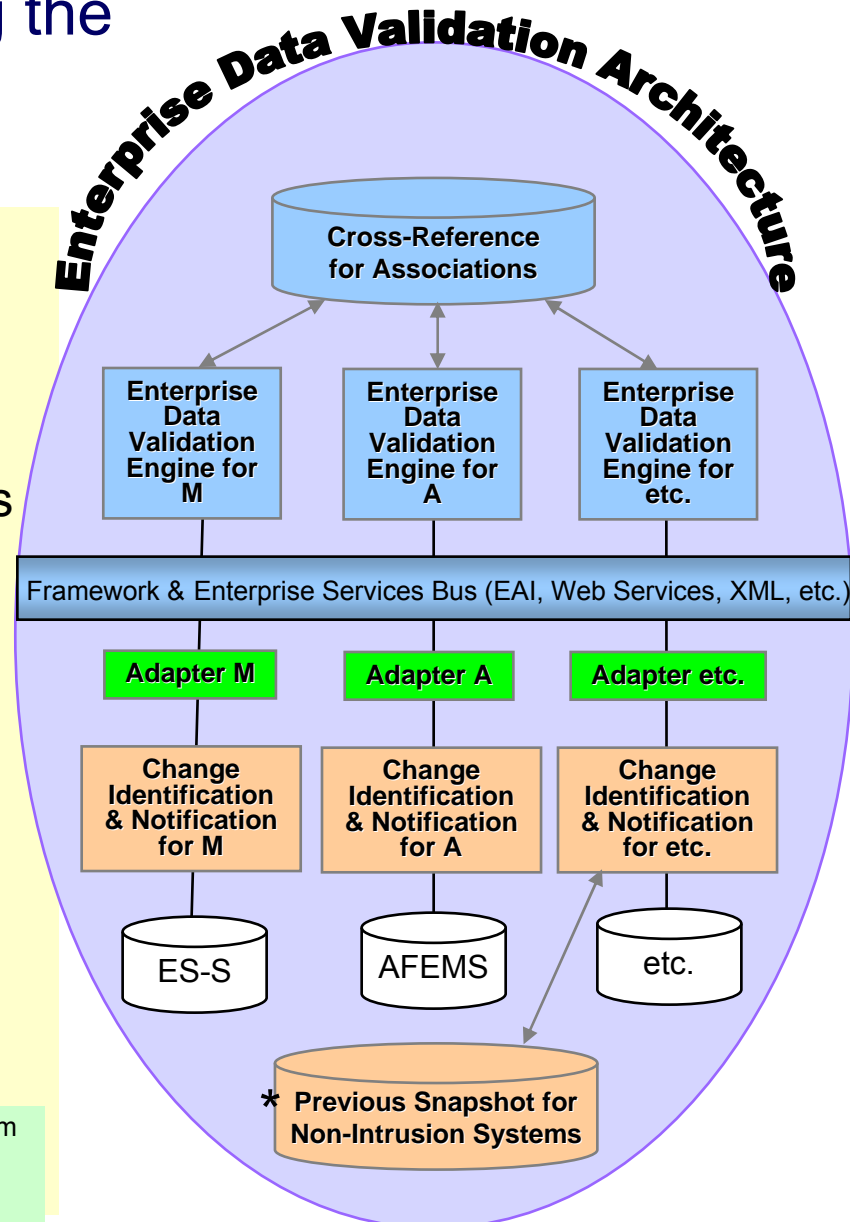 g the
Enterprise Data Validation Architecture
Cross-Reference
for Associations
Enterprise
Data
Validation
Engine for
M
Enterprise
Data
Validation
Engine for
A
Enterprise
Data
Validation
Engine for
etc.
s
Framework & Enterprise Services Bus (EAI, Web Services, XML, etc.)
Adapter M
Adapter A
Adapter etc.
Change
Identification
& Notification
for M
Change
Identification
& Notification
for A
Change
Identification
& Notification
for etc.
ES-S
AFEMS
etc.
* Previous Snapshot for
Non-Intrusion Systems
m